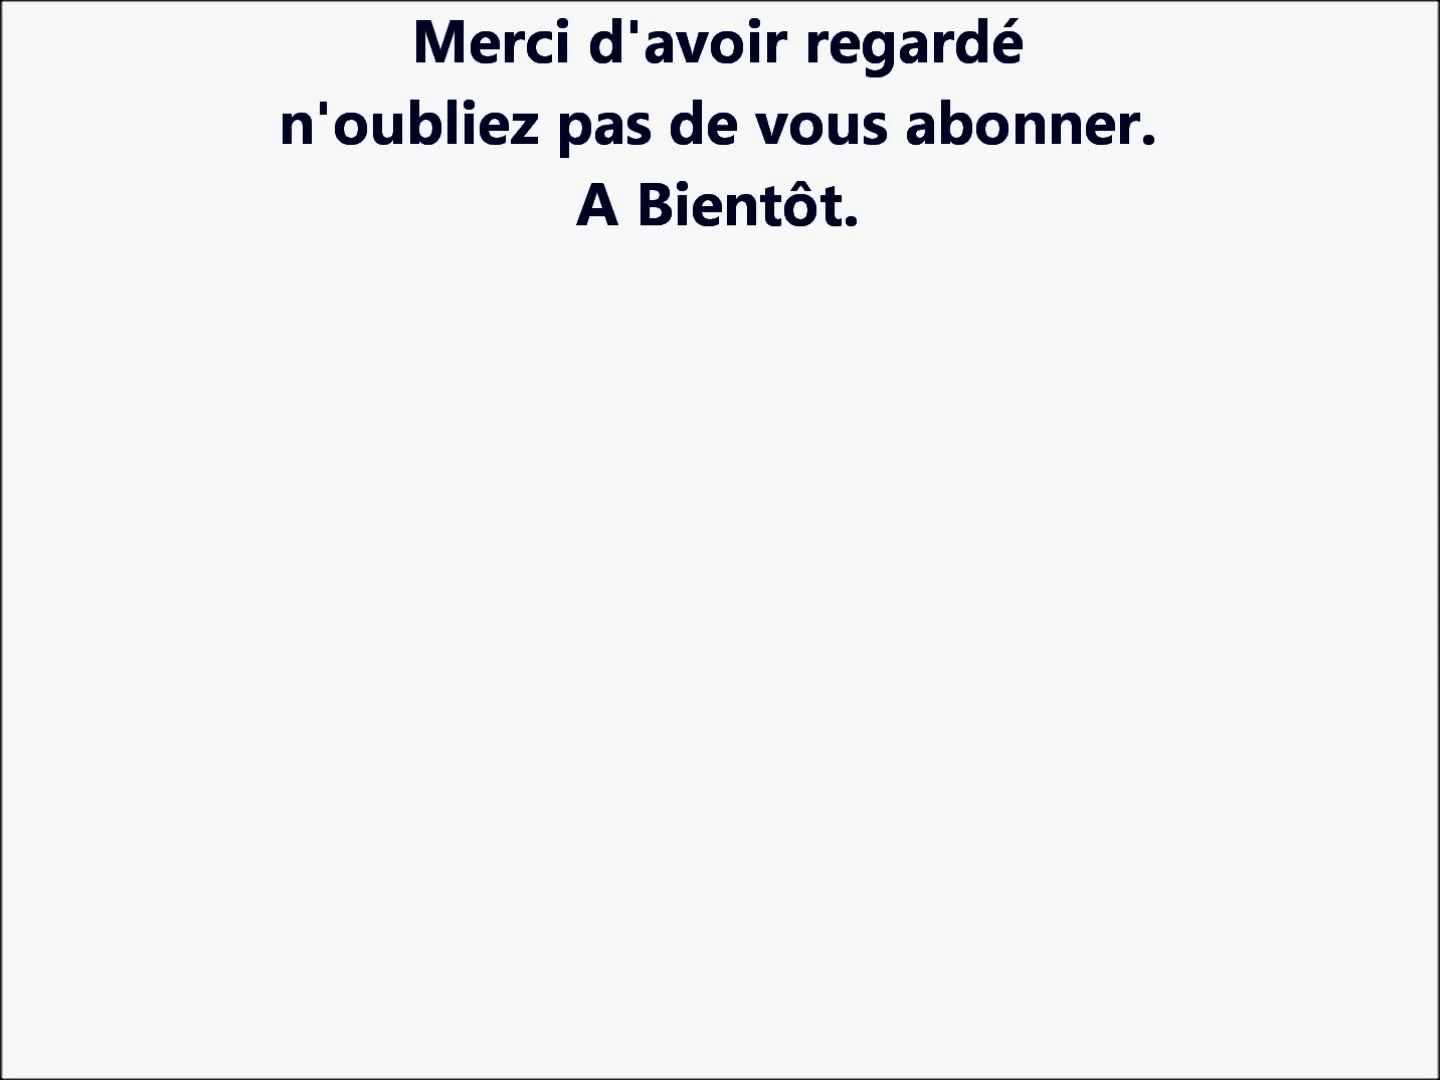 Merci d'avoir regardé
n'oubliez pas de vous abonner.
A Bientôt.